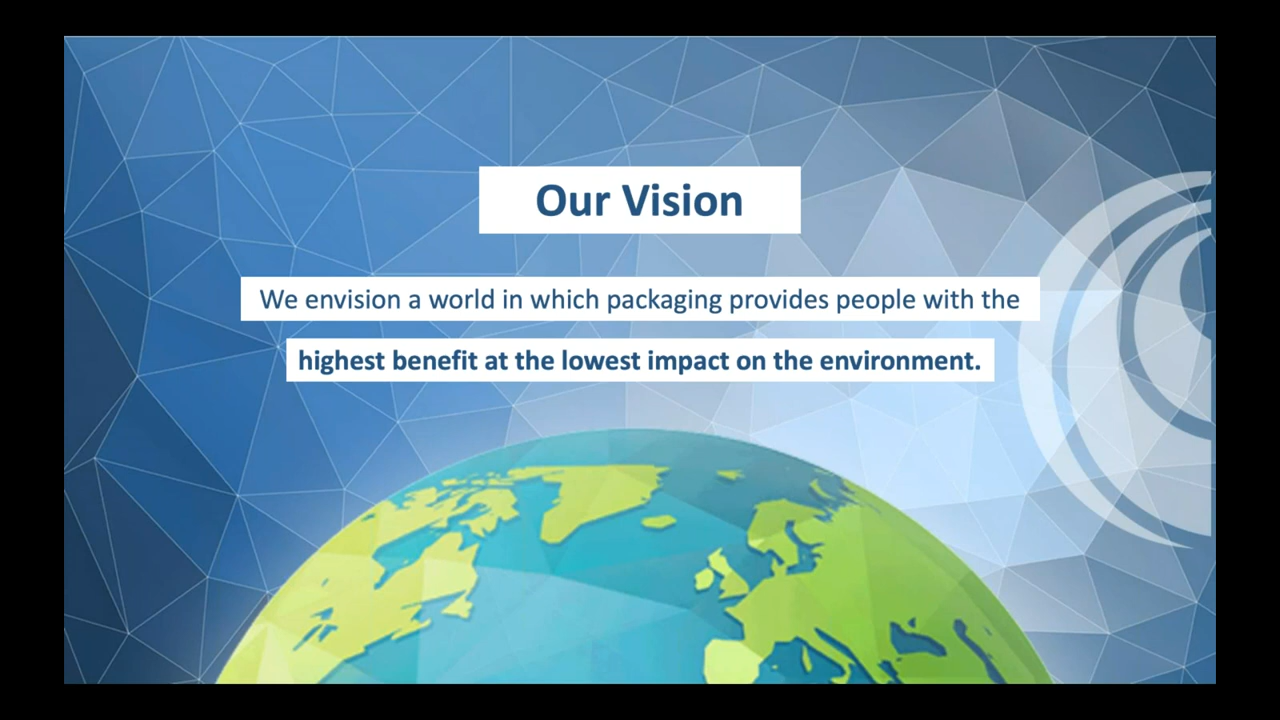 Our Vision
We envision a world in which packaging provides people with the
highest benefit at the lowest impact on the environment.